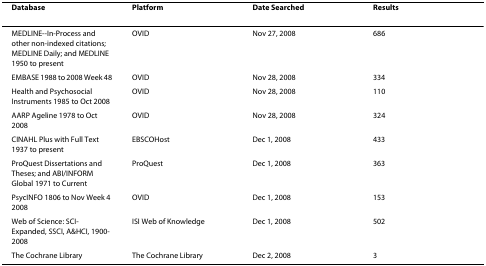 Database Platform Date Searched Results
MEDLINE--In-Process and OVID Nov 27, 2008 686
other non-indexed citations;
MEDLINE Daily; and MEDLINE
1950 to present
EMBASE 1988 to 2008 Week 48 OVID Nov 28, 2008 334
Health and Psychosocial OVID Nov 28, 2008 110
Instruments 1985 to Oct 2008
AARP Ageline 1978 to Oct OVID Nov 28, 2008 324
2008
CINAHL Plus with Full Text EBSCOHost Dec 1, 2008 433
1937 to present
ProQuest Dissertations and ProQuest Dec 1, 2008 363
Theses; and ABI/INFORM
Global 1971 to Current
PsycINFO 1806 to Nov Week 4 OVID Dec 1, 2008 153
2008
Web of Science: SCI- ISI Web of Knowledge Dec 1, 2008 502
Expanded, SSCI, A&HCI, 1900-
2008
The Cochrane Library The Cochrane Library Dec 2, 2008 3